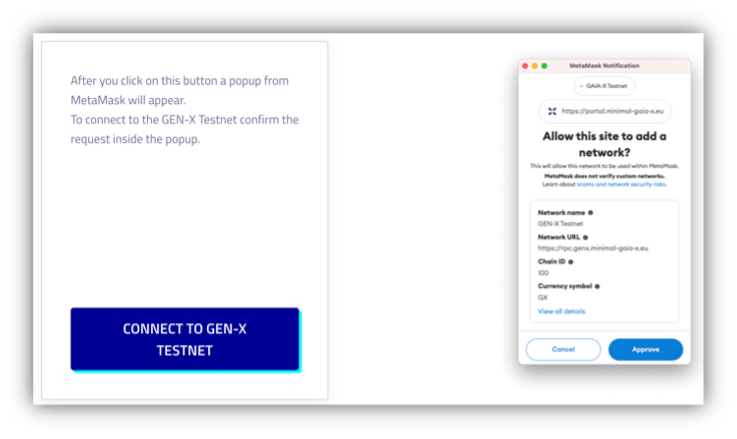 After you click on this button a popup from
MetaMask will appear.
To connect to the GEN-X Testnet confirm the
request inside the popup.
CONNECT TO GEN-X
TESTNET
MetaMask Notification
GAIA-X Testnet
https://portal.minimal-gaia-x.eu
Allow this site to add a
network?
This will allow this network to be used within MetaMask.
MetaMask does not verify custom networks.
Learn about scams and network security risks.
Network name
GEN-X Testnet
Network URL
https://rpc.genx.minimal-gaia-x.eu
Chain ID
100
Currency symbol
GX
View all details
Cancel
Approve